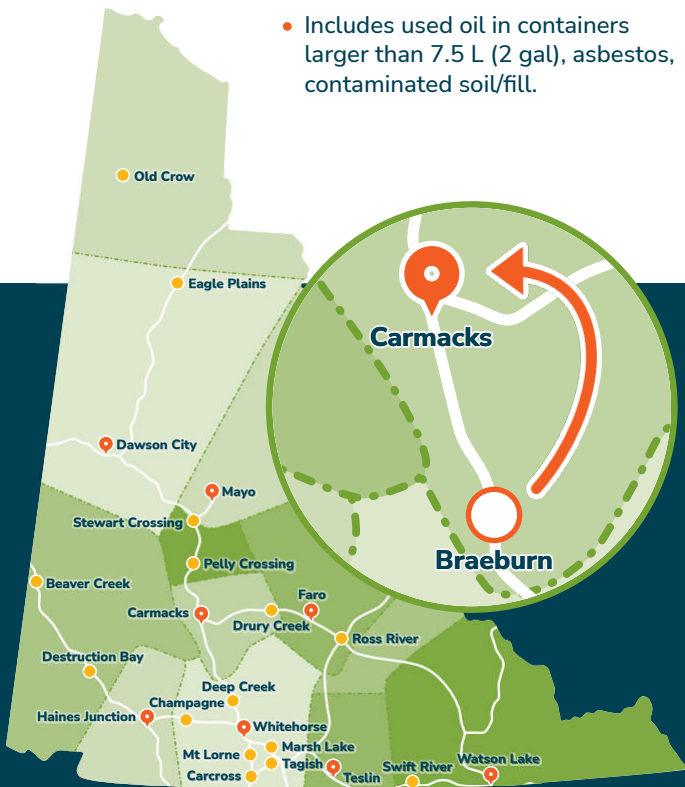 • Includes used oil in containers
larger than 7.5 L (2 gal), asbestos,
contaminated soil/fill.
Old Crow
Eagle Plains
Carmacks
Dawson City
Mayo
Stewart Crossing
Braeburn
Pelly Crossing
Beaver Creek
Faro
Carmacks
Drury Creek
Ross River
Destruction Bay
Deep Creek
Champagne
Haines Junction
Whitehorse
Marsh Lake
Mt Lorne
Tagish
Swift River
Watson Lake
Carcross
Teslin